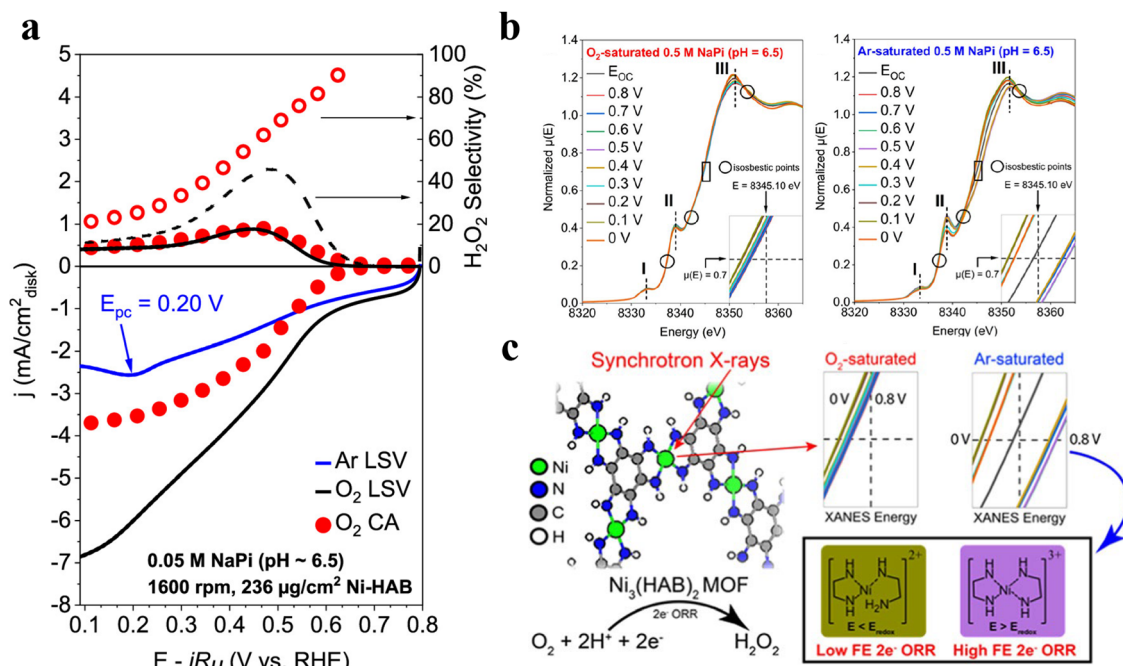 a
5
4
3
2
1
0
-1
-2
-3
-4
-5
-6
-7
-8
j (mA/cm²disk)
100
80
60
40
20
0
H₂O₂ Selectivity (%)
Epc = 0.20 V
Ar LSV
O₂ LSV
O₂ CA
0.05 M NaPi (pH ~ 6.5)
1600 rpm, 236 µg/cm² Ni-HAB
0.1 0.2 0.3 0.4 0.5 0.6 0.7 0.8
E - iRu (V vs. RHE)
b
O₂-saturated 0.5 M NaPi (pH = 6.5)
1.4
1.2
1.0
0.8
0.6
0.4
0.2
0.0
Normalized µ(E)
EOC
0.8 V
0.7 V
0.6 V
0.5 V
0.4 V
0.3 V
0.2 V
0.1 V
0 V
I
II
III
isosbestic points
E = 8345.10 eV
µ(E) = 0.7
8320 8330 8340 8350 8360
Energy (eV)
Ar-saturated 0.5 M NaPi (pH = 6.5)
1.4
1.2
1.0
0.8
0.6
0.4
0.2
0.0
Normalized µ(E)
EOC
0.8 V
0.7 V
0.6 V
0.5 V
0.4 V
0.3 V
0.2 V
0.1 V
0 V
I
II
III
isosbestic points
E = 8345.10 eV
µ(E) = 0.7
8320 8330 8340 8350 8360
Energy (eV)
c
Synchrotron X-rays
Ni
N
C
H
Ni₃(HAB)₂ MOF
2e⁻ ORR
O₂ + 2H⁺ + 2e⁻
H₂O₂
O₂-saturated
0 V
0.8 V
XANES Energy
Ar-saturated
0 V
0.8 V
XANES Energy
2+
H
N
H
N
Ni
N
H
H₂N
E < Eredox
Low FE 2e⁻ ORR
3+
H
N
H
N
Ni
N
H
N
H
E > Eredox
High FE 2e⁻ ORR